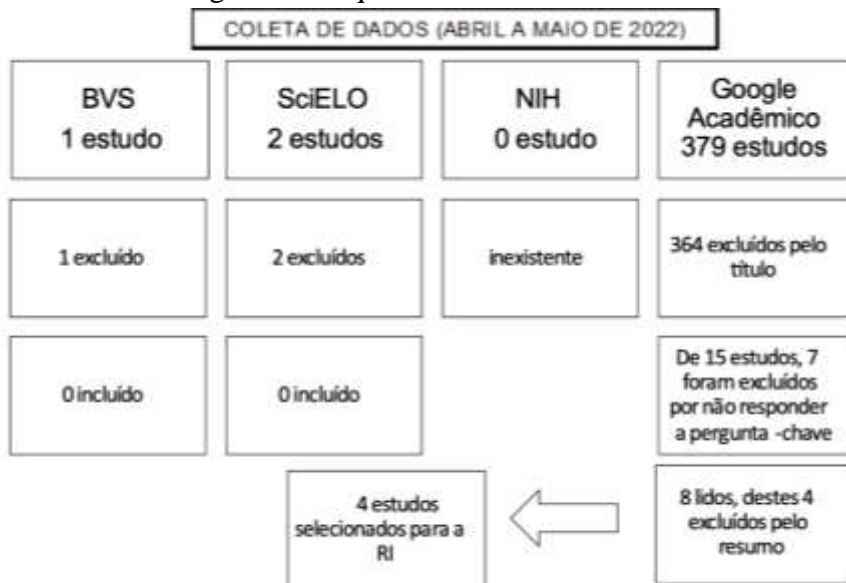 COLETA DE DADOS (ABRIL A MAIO DE 2022)
BVS
1 estudo
SciELO
2 estudos
NIH
0 estudo
Google
Acadêmico
379 estudos
1 excluído
2 excluídos
inexistente
364 excluídos pelo
título
0 incluído
0 incluído
De 15 estudos, 7
foram excluídos
por não responder
a pergunta -chave
4 estudos
selecionados para a
RI
8 lidos, destes 4
excluídos pelo
resumo